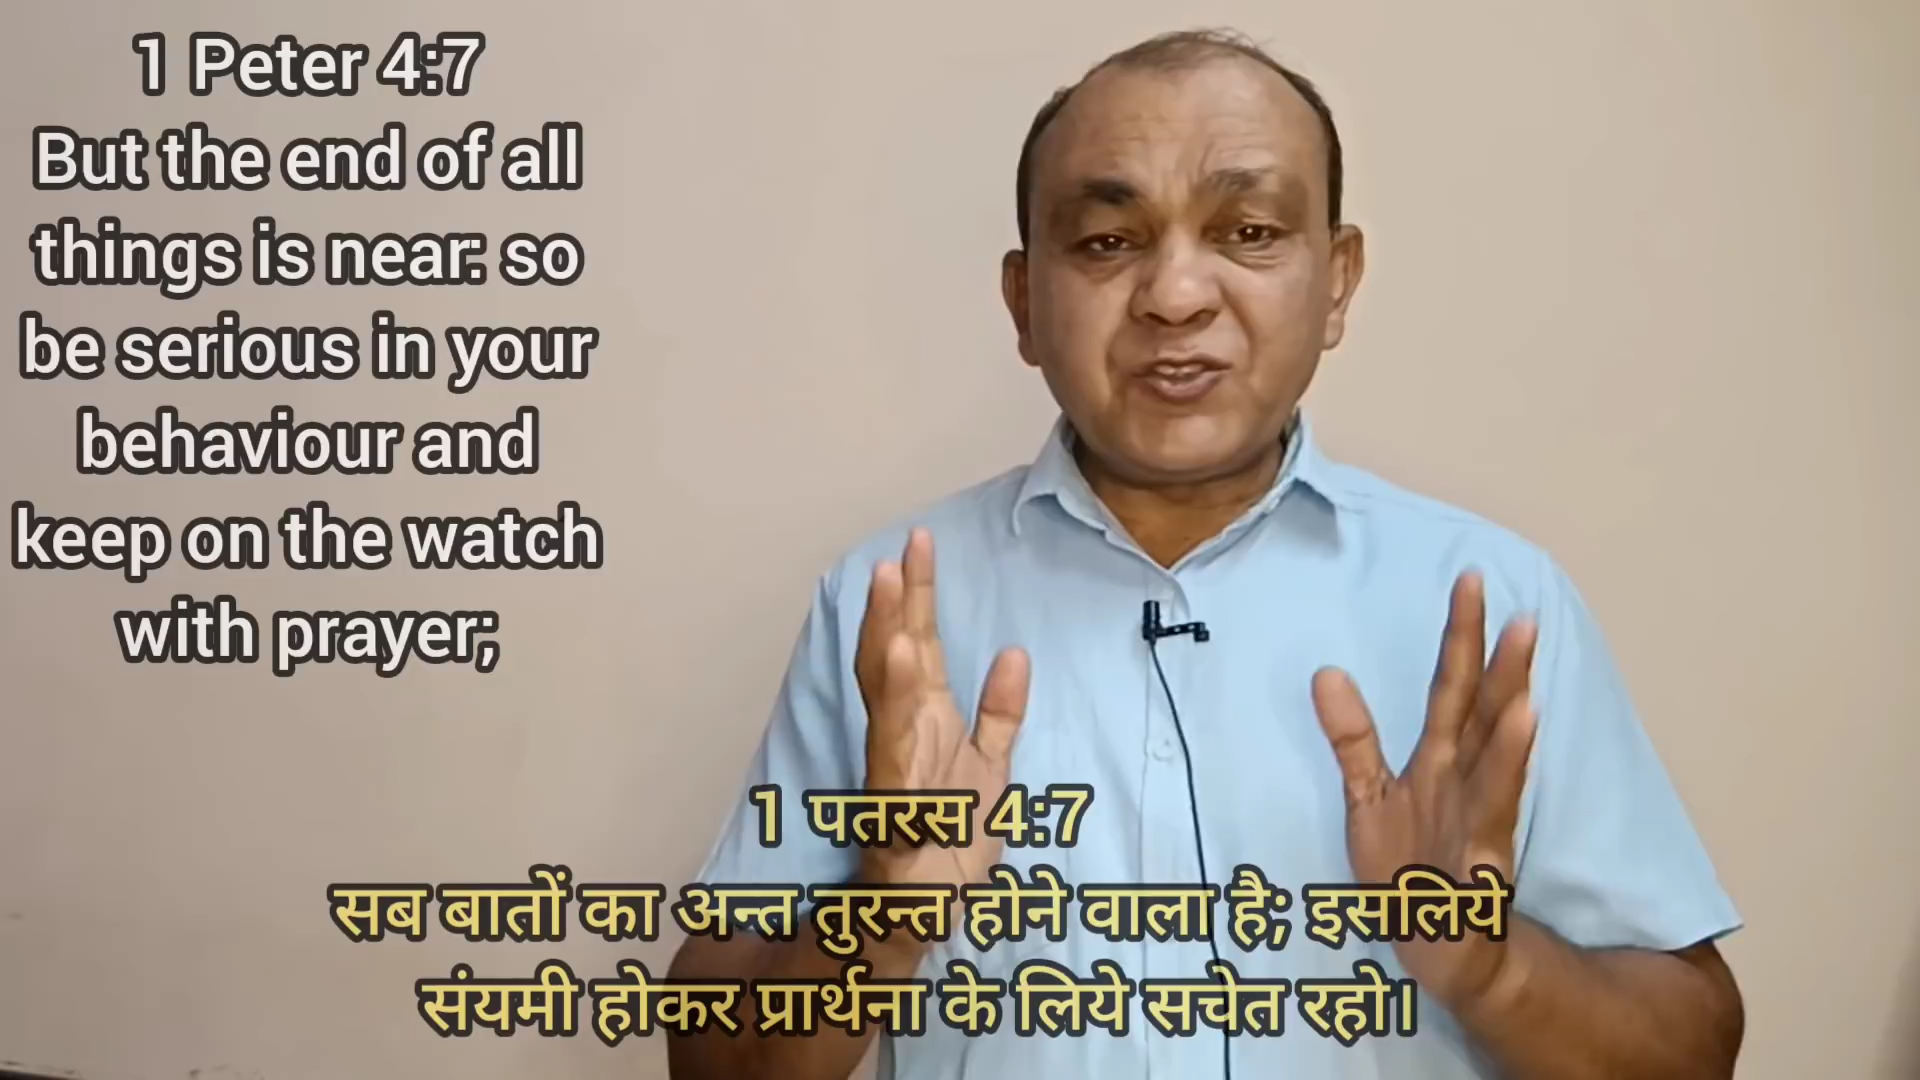 1 Peter 4:7
But the end of all
things is near: so
be serious in your
behaviour and
keep on the watch
with prayer;
1 पतरस 4:7
सब बातों का अन्त तुरन्त होने वाला है; इसलिये
संयमी होकर प्रार्थना के लिये सचेत रहो।